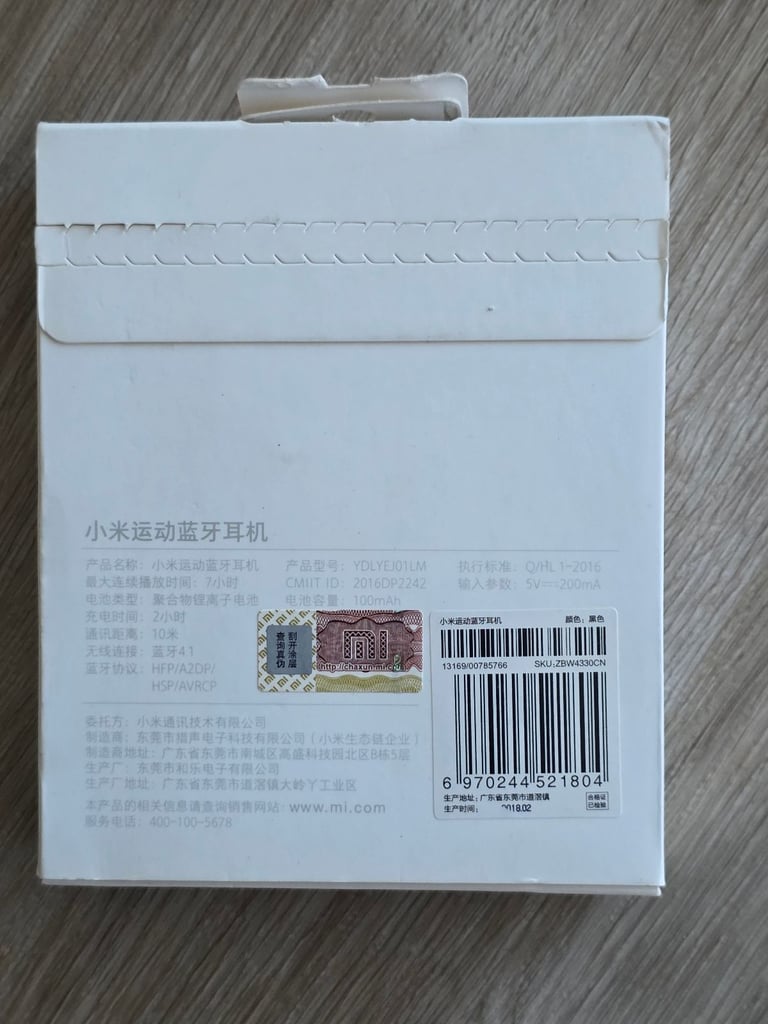 小米运动蓝牙耳机
产品名称: 小米运动蓝牙耳机
最大连续播放时间: 7小时
电池类型: 聚合物锂离子电池
充电时间: 2小时
通讯距离: 10米
无线连接: 蓝牙4.1
蓝牙协议: HFP/A2DP/
HSP/AVRCP
产品型号: YDLYEJ01LM
CMIIT ID: 2016DP2242
电池容量: 100mAh
执行标准: Q/HL 1-2016
输入参数: 5V⎓200mA
刮开涂层
查询真伪
mi
http://chaxun.mi.com
委托方: 小米通讯技术有限公司
制造商: 东莞市猎声电子科技有限公司 (小米生态链企业)
制造商地址: 广东省东莞市南城区高盛科技园北区B栋5层
生产厂: 东莞市和乐电子有限公司
生产厂地址: 广东省东莞市道滘镇大岭丫工业区
本产品的相关信息请查询销售网站: www.mi.com
服务电话: 400-100-5678
小米运动蓝牙耳机 颜色: 黑色
13169/00785766 SKU:ZBW4330CN
6 970244 521804
生产地址: 广东省东莞市道滘镇
生产时间: 2018.02
合格证
已检验